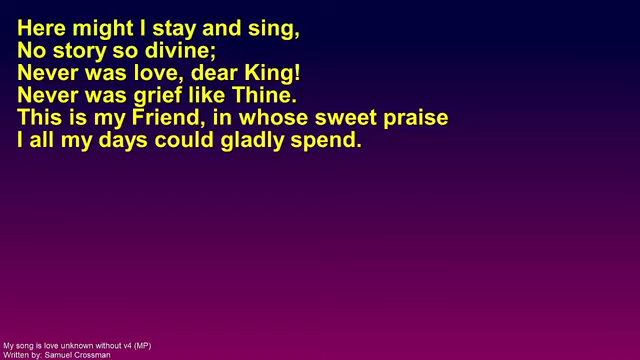 Here might I stay and sing,
No story so divine;
Never was love, dear King!
Never was grief like Thine.
This is my Friend, in whose sweet praise
I all my days could gladly spend.
My song is love unknown without v4 (MP)
Written by: Samuel Crossman